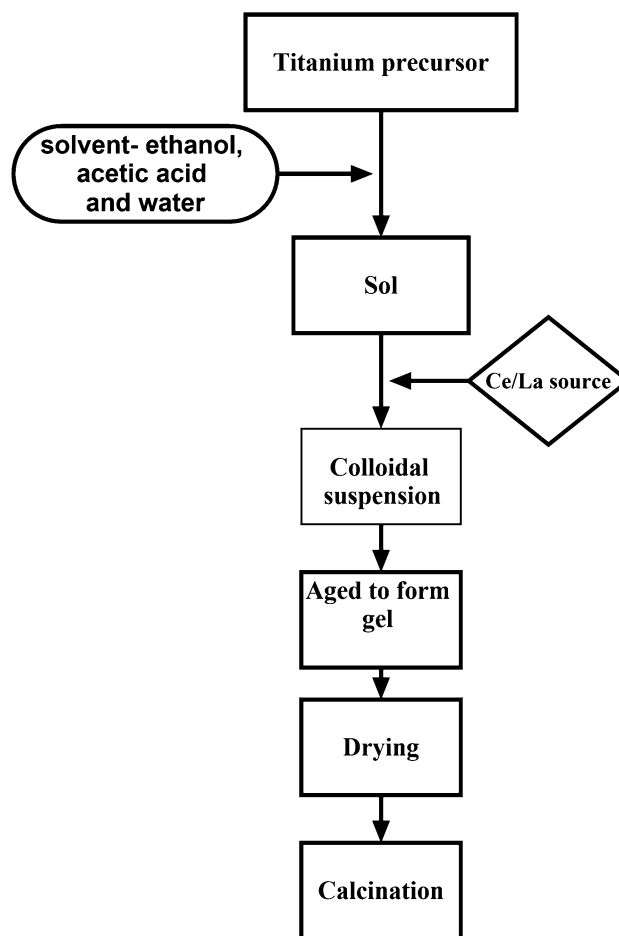 Titanium precursor
solvent- ethanol,
acetic acid
and water
Sol
Ce/La source
Colloidal
suspension
Aged to form
gel
Drying
Calcination